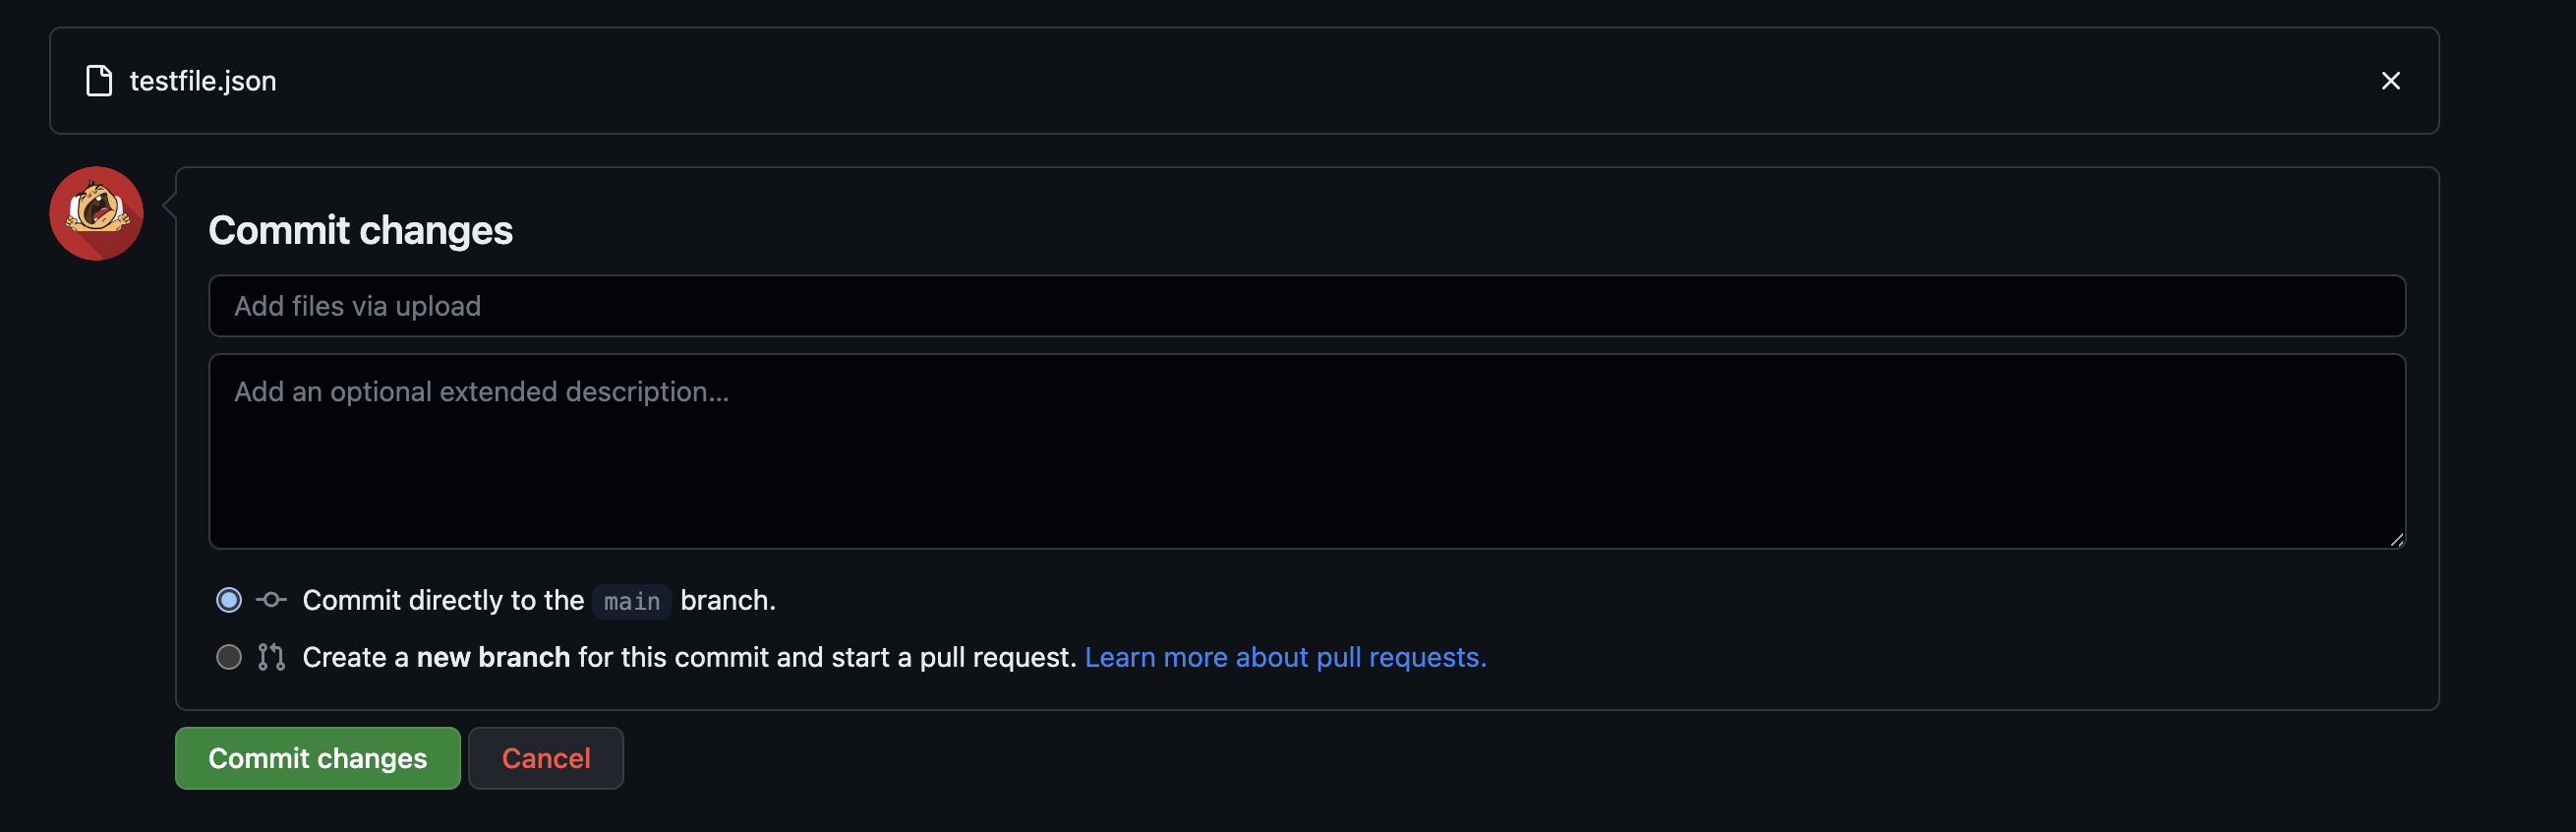 testfile.json
Commit changes
Add files via upload
Add an optional extended description...
Commit directly to the main branch.
Create a new branch for this commit and start a pull request. Learn more about pull requests.
Commit changes Cancel